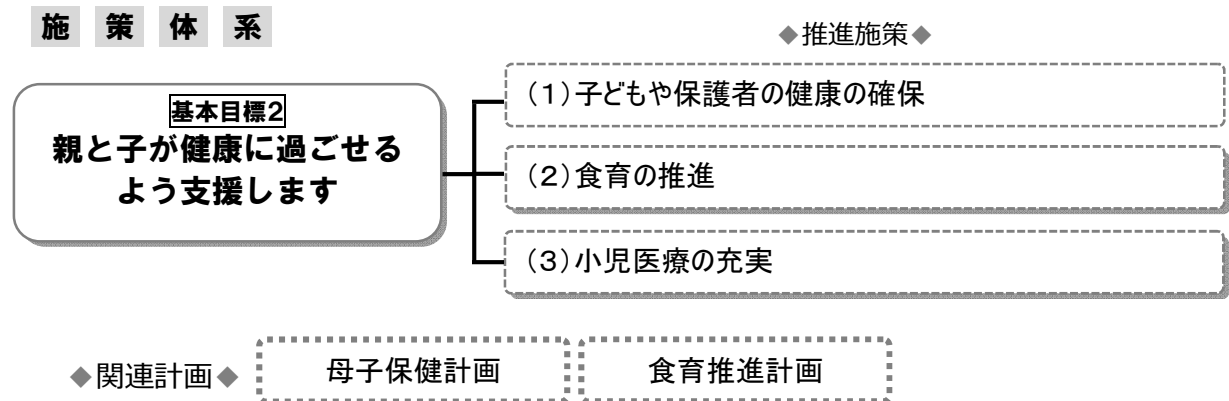 施策体系
◆推進施策◆
基本目標2
親と子が健康に過ごせる
よう支援します
(1)子どもや保護者の健康の確保
(2)食育の推進
(3)小児医療の充実
◆関連計画◆
母子保健計画
食育推進計画